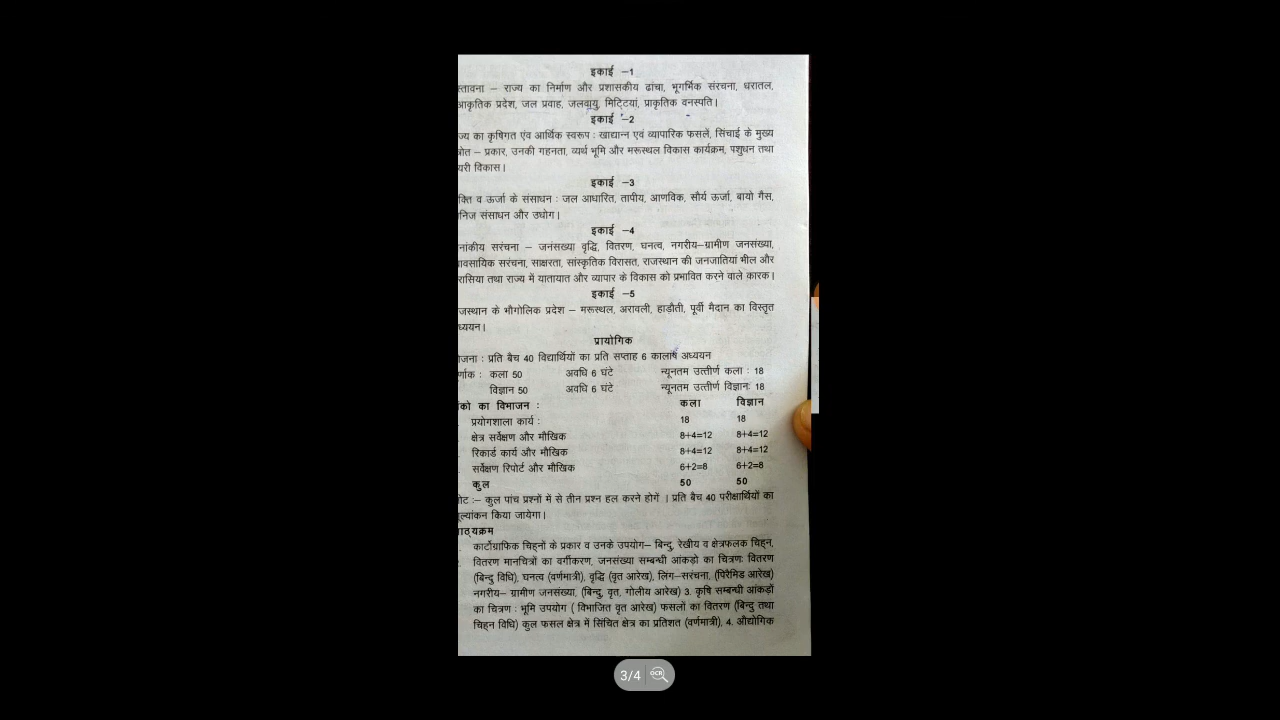 इकाई –1
स्तावना – राज्य का निर्माण और प्रशासकीय ढांचा, भूगर्भिक संरचना, धरातल,
आकृतिक प्रदेश, जल प्रवाह, जलवायु, मिट्टियां, प्राकृतिक वनस्पति।
इकाई –2
ज्य का कृषिगत एंव आर्थिक स्वरूप : खाद्यान्न एवं व्यापारिक फसलें, सिंचाई के मुख्य
त्रोत – प्रकार, उनकी गहनता, व्यर्थ भूमि और मरूस्थल विकास कार्यक्रम, पशुधन तथा
यरी विकास।
इकाई –3
क्ति व ऊर्जा के संसाधन : जल आधारित, तापीय, आणविक, सौर्य ऊर्जा, बायो गैस,
निज संसाधन और उधोग।
इकाई –4
नांकीय सरंचना – जनंसख्या वृद्धि, वितरण, घनत्व, नगरीय–ग्रामीण जनसंख्या,
ावसायिक सरंचना, साक्षरता, सांस्कृतिक विरासत, राजस्थान की जनजातियां भील और
रासिया तथा राज्य में यातायात और व्यापार के विकास को प्रभावित करने वाले कारक।
इकाई –5
जस्थान के भौगोलिक प्रदेश – मरूस्थल, अरावली, हाडौती, पूर्वी मैदान का विस्तृत
ध्ययन।
प्रायोगिक
ोजना : प्रति बैच 40 विद्यार्थियों का प्रति सप्ताह 6 कालांष अध्ययन
र्णाक : कला 50 अवधि 6 घंटे न्यूनतम उत्तीर्ण कला : 18
विज्ञान 50 अवधि 6 घंटे न्यूनतम उत्तीर्ण विज्ञानः 18
को का विभाजन : कला विज्ञान
प्रयोगशाला कार्य : 18 18
क्षेत्र सर्वेक्षण और मौखिक 8+4=12 8+4=12
रिकार्ड कार्य और मौखिक 8+4=12 8+4=12
सर्वेक्षण रिपोर्ट और मौखिक 6+2=8 6+2=8
कुल 50 50
ोट :– कुल पांच प्रश्नों में से तीन प्रश्न हल करने होगें । प्रति बैच 40 परीक्षार्थियों का
ूल्यांकन किया जायेगा।
ाठ्यक्रम
कार्टोग्राफिक चिह्नों के प्रकार व उनके उपयोग– बिन्दु, रेखीय व क्षेत्रफलक चिह्न,
वितरण मानचित्रों का वर्गीकरण, जनसंख्या सम्बन्धी आंकड़ो का चित्रणः वितरण
(बिन्दु विधि), घनत्व (वर्णमात्री), वृद्धि (वृत आरेख), लिंग–सरंचना, (पिरैमिड आरेख)
नगरीय– ग्रामीण जनसंख्या, (बिन्दु, वृत, गोलीय आरेख) 3. कृषि सम्बन्धी आंकड़ों
का चित्रण : भूमि उपयोग ( विभाजित वृत आरेख) फसलों का वितरण (बिन्दु तथा
चिह्न विधि) कुल फसल क्षेत्र में सिंचित क्षेत्र का प्रतिशत (वर्णमात्री), 4. औद्योगिक
3/4 OCR